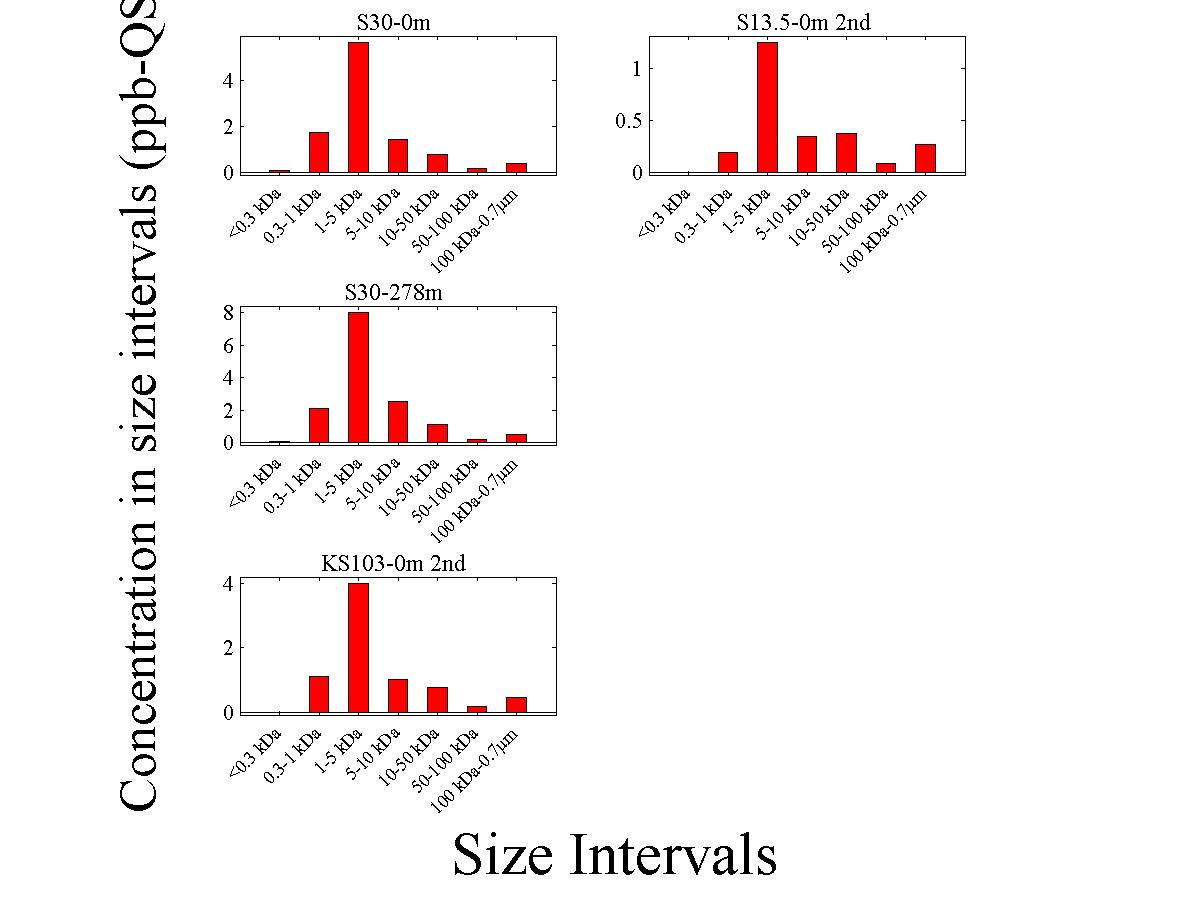 Concentration in size intervals (ppb-QS
S30-0m
4
2
0
<0.3 kDa
0.3-1 kDa
1-5 kDa
5-10 kDa
10-50 kDa
50-100 kDa
100 kDa-0.7μm
S13.5-0m 2nd
1
0.5
0
<0.3 kDa
0.3-1 kDa
1-5 kDa
5-10 kDa
10-50 kDa
50-100 kDa
100 kDa-0.7μm
S30-278m
8
6
4
2
0
<0.3 kDa
0.3-1 kDa
1-5 kDa
5-10 kDa
10-50 kDa
50-100 kDa
100 kDa-0.7μm
KS103-0m 2nd
4
2
0
<0.3 kDa
0.3-1 kDa
1-5 kDa
5-10 kDa
10-50 kDa
50-100 kDa
100 kDa-0.7μm
Size Intervals